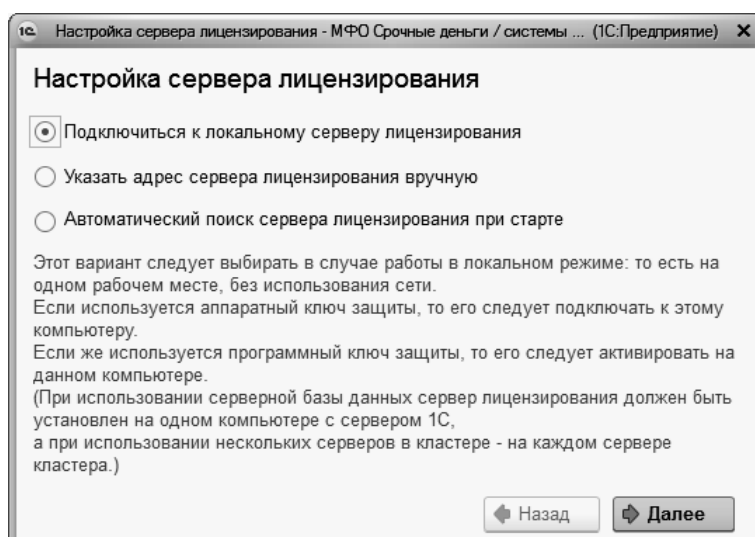 1С Настройка сервера лицензирования - МФО Срочные деньги / системы ... (1С:Предприятие) ×
Настройка сервера лицензирования
Подключиться к локальному серверу лицензирования
Указать адрес сервера лицензирования вручную
Автоматический поиск сервера лицензирования при старте
Этот вариант следует выбирать в случае работы в локальном режиме: то есть на
одном рабочем месте, без использования сети.
Если используется аппаратный ключ защиты, то его следует подключать к этому
компьютеру.
Если же используется программный ключ защиты, то его следует активировать на
данном компьютере.
(При использовании серверной базы данных сервер лицензирования должен быть
установлен на одном компьютере с сервером 1С,
а при использовании нескольких серверов в кластере - на каждом сервере
кластера.)
Назад Далее